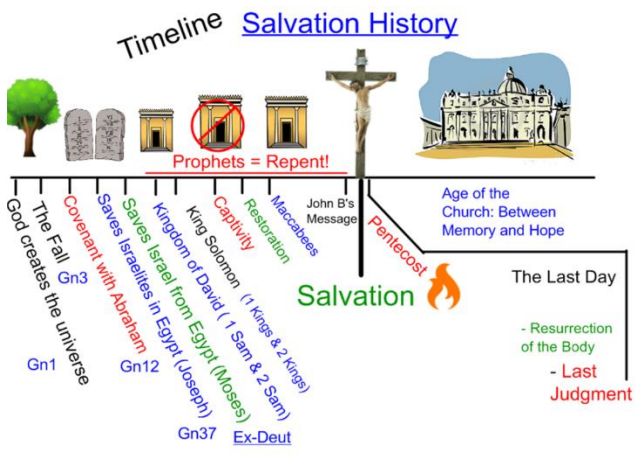 Timeline
Salvation History
Prophets = Repent!
God creates the universe
Gn1
The Fall
Gn3
Covenant with Abraham
Gn12
Saves Israelites in Egypt (Joseph)
Gn37
Saves Israel from Egypt (Moses)
Ex-Deut
Kingdom of David ( 1 Sam & 2 Sam)
King Solomon (1 Kings & 2 Kings)
Captivity
Restoration
Maccabees
John B's
Message
Salvation
Pentecost
Age of the
Church: Between
Memory and Hope
The Last Day
- Resurrection
of the Body
- Last
Judgment